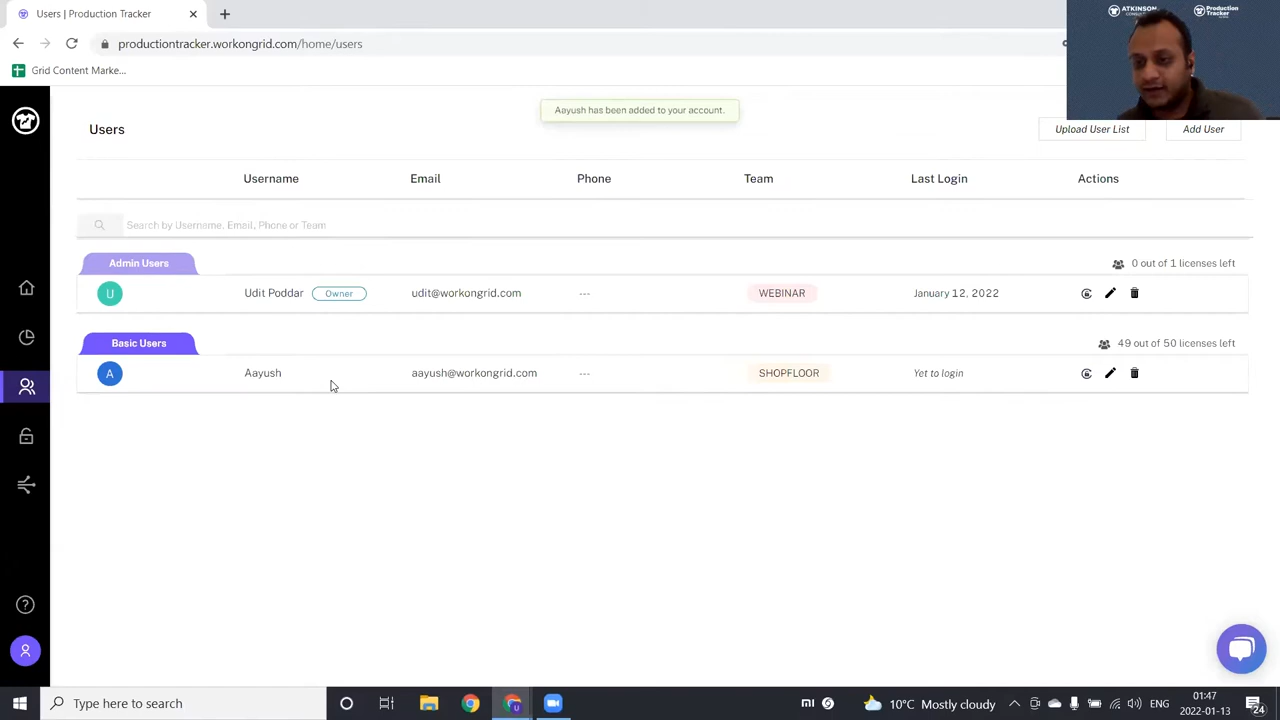 Users | Production Tracker
productiontracker.workongrid.com/home/users
Grid Content Marke...
ATKINSON
Production
Tracker
Aayush has been added to your account.
Users
Upload User List
Add User
Username
Email
Phone
Team
Last Login
Actions
Search by Username. Email, Phone or Team
Admin Users
0 out of 1 licenses left
U
Udit Poddar
Owner
udit@workongrid.com
---
WEBINAR
January 12, 2022
Basic Users
49 out of 50 licenses left
A
Aayush
aayush@workongrid.com
---
SHOPFLOOR
Yet to login
Type here to search
10°C Mostly cloudy
ENG
01:47
2022-01-13
24